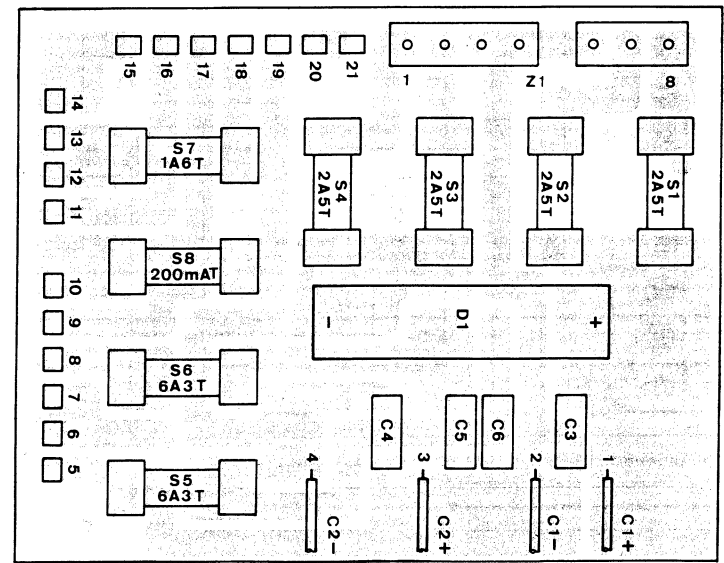 15
16
17
18
19
20
21
1
Z1
8
14
13
12
11
10
9
8
7
6
5
S7
1A6T
S8
200mAT
S6
6A3T
S5
6A3T
S4
2A5T
S3
2A5T
S2
2A5T
S1
2A5T
-
D1
+
C4
C5
C6
C3
4
3
2
1
C2-
C2+
C1-
C1+